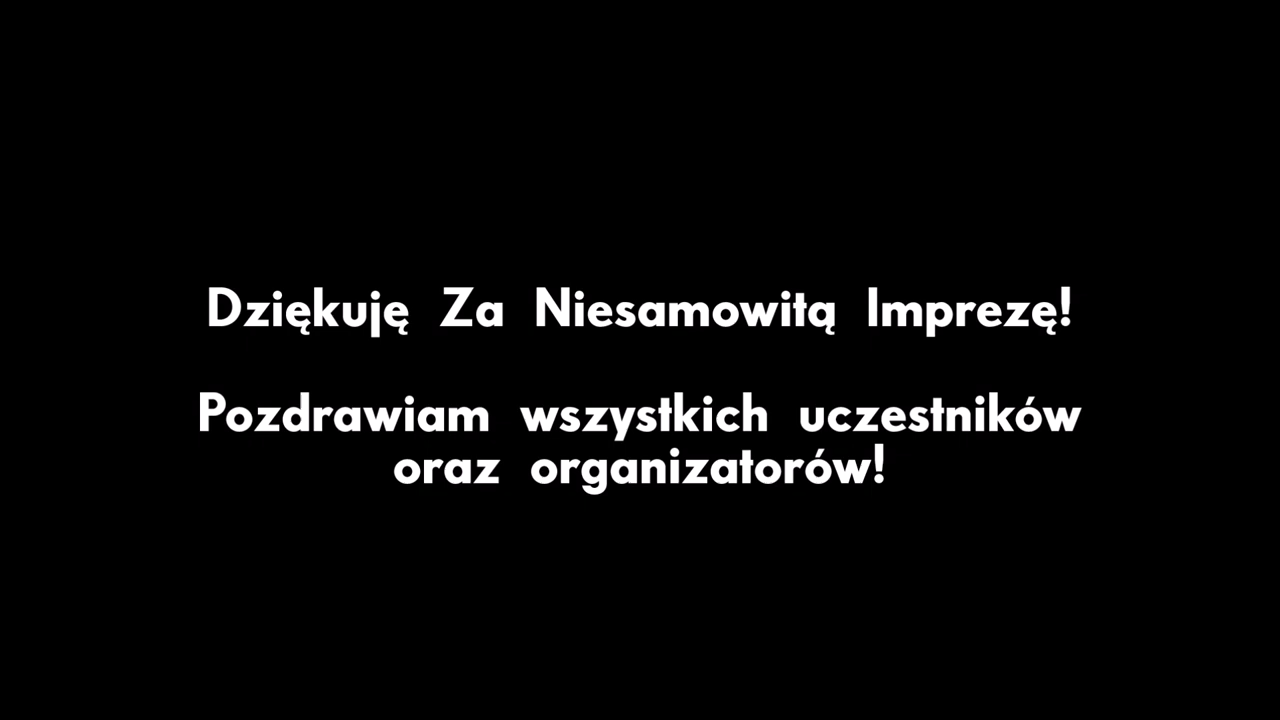 Dziękuję Za Niesamowitą Imprezę!
Pozdrawiam wszystkich uczestników
oraz organizatorów!